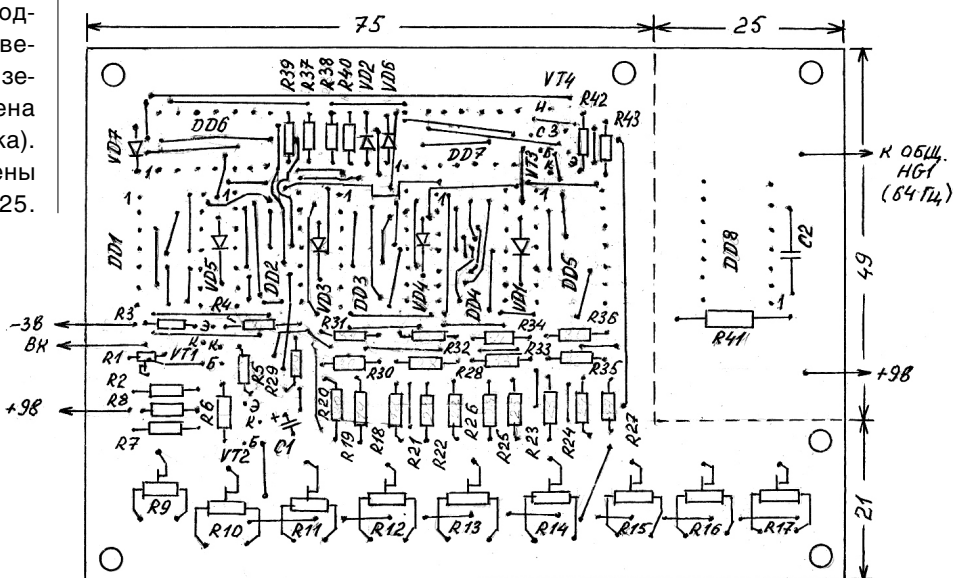 од-
ве-
зе-
ена
ка).
ены
25.
75
25
R39
R37
R38
R40
VD2
VD6
VT4
И
R42
С
З
R43
VD7
DD6
DD7
1
1
VT3
Б
К
Э
К ОБЩ.
HG1
(64 ГЦ)
1
1
1
1
1
DD1
VD5
DD2
VD3
DD3
VD4
DD4
VD1
DD5
DD8
C2
1
49
R3
R4
R31
R34
R36
R41
-3В
Э
ВК
К
К
R32
R33
R1
VT1
Б
R5
R29
R30
R28
R35
+9В
R2
R8
R7
+9В
R6
Э
К
Б
+
C1
VT2
R20
R19
R18
R21
R22
R26
R25
R23
R24
R27
21
R9
R10
R11
R12
R13
R14
R15
R16
R17